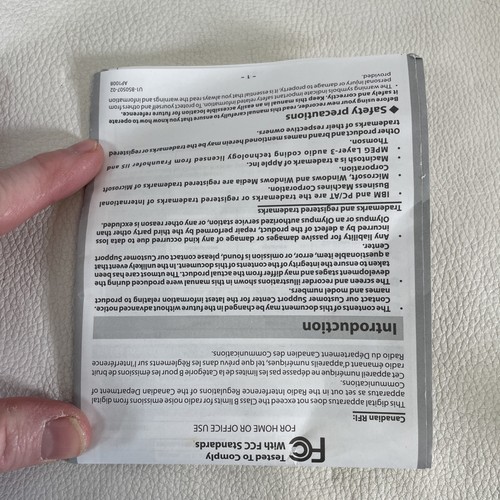 Tested To Comply
With FCC Standards
FC
FOR HOME OR OFFICE USE
Canadian RFI:
This digital apparatus does not exceed the Class B limits for radio noise emission from digital
apparatus as set out in the Radio Interference Regulations of the Canadian Department of
Communications.
Cet appareil numérique ne dépasse pas les limites de la catégorie B pour les émission de bruit
radio émanant d'appareils numériques, tel que prévu dans les Règlements sur l'Interférence
Radio du Département Canadien des Communications.
Introduction
• The contents of this document may be changed in the future without advanced notice.
Contact our Customer Support Center for the latest information relating to product
names and model numbers.
• The screen and recorder illustrations shown in this manual were produced during the
development stages and may differ from the actual product. The utmost care has been
taken to ensure the integrity of the contents of this document. In the unlikely event that
a questionable item, error, or omission is found, please contact our Customer Support
Center.
• Any liability for passive damages or damage of any kind occurred due to data loss
incurred by a defect of the product, repair performed by the third party other than
Olympus or an Olympus authorized service station, or any other reason is excluded.
Trademarks and registered trademarks
• IBM and PC/AT are the trademarks or registered trademarks of International
Business Machines Corporation.
• Microsoft, Windows and Windows Media are registered trademarks of Microsoft
Corporation.
• Macintosh is a trademark of Apple Inc.
• MPEG Layer-3 audio coding technology licensed from Fraunhofer IIS and
Thomson.
Other product and brand names mentioned herein may be the trademarks or registered
trademarks of their respective owners.
◆ Safety precautions
Before using your new recorder, read this manual carefully to ensure that you know how to operate
it safely and correctly. Keep this manual in an easily accessible location for future reference.
• The warning symbols indicate important safety related information. To protect yourself and others from
personal injury or damage to property, it is essential that you always read the warnings and information
provided.
– 1 –
U1-BS0507-02
AP1008